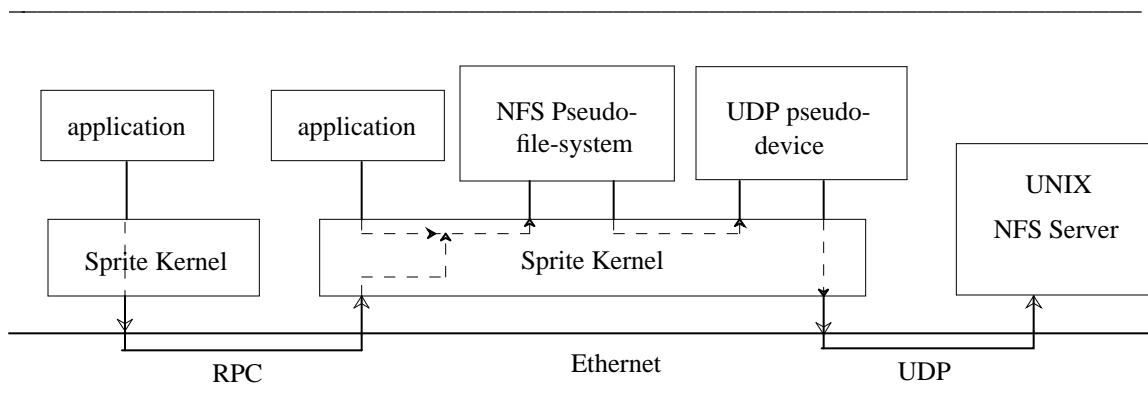 application
application
NFS Pseudo-
file-system
UDP pseudo-
device
UNIX
NFS Server
Sprite Kernel
Sprite Kernel
RPC
Ethernet
UDP